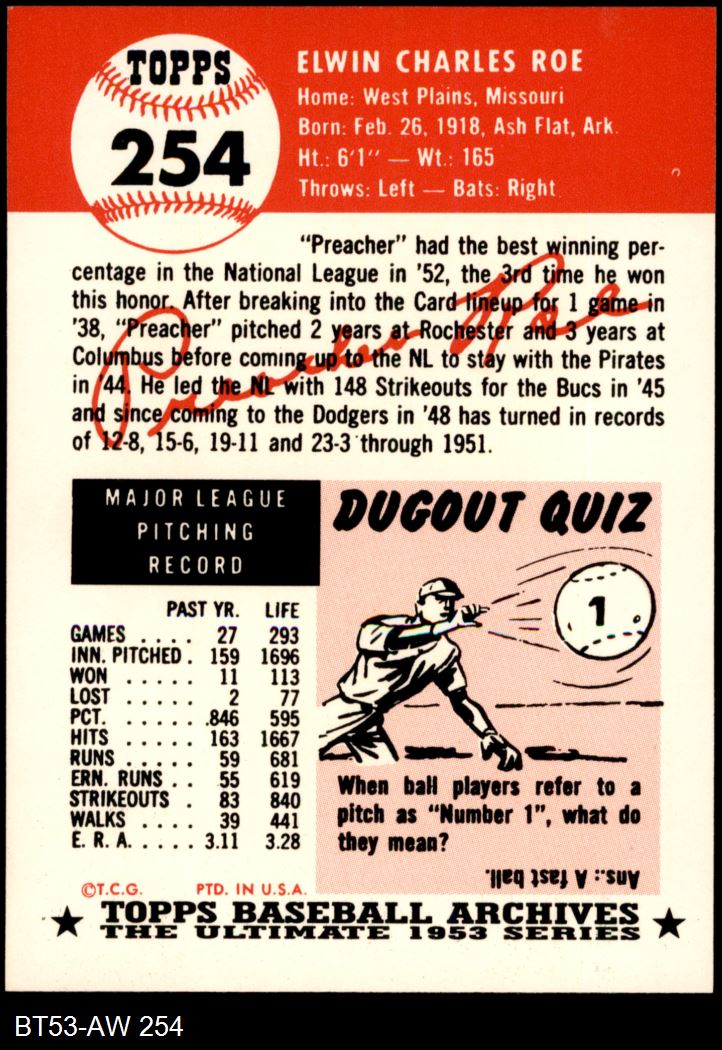 TOPPS
254
ELWIN CHARLES ROE
Home: West Plains, Missouri
Born: Feb. 26, 1918, Ash Flat, Ark.
Ht.: 6'1" — Wt.: 165
Throws: Left — Bats: Right
"Preacher" had the best winning per-
centage in the National League in '52, the 3rd time he won
this honor. After breaking into the Card lineup for 1 game in
'38, "Preacher" pitched 2 years at Rochester and 3 years at
Columbus before coming up to the NL to stay with the Pirates
in '44. He led the NL with 148 Strikeouts for the Bucs in '45
and since coming to the Dodgers in '48 has turned in records
of 12-8, 15-6, 19-11 and 23-3 through 1951.
Preacher Roe
MAJOR LEAGUE
PITCHING
RECORD
PAST YR. LIFE
GAMES .... 27 293
INN. PITCHED . 159 1696
WON ..... 11 113
LOST ..... 2 77
PCT. ...... .846 595
HITS ..... 163 1667
RUNS ..... 59 681
ERN. RUNS .. 55 619
STRIKEOUTS . 83 840
WALKS .... 39 441
E. R. A. .... 3.11 3.28
DUGOUT QUIZ
1
When ball players refer to a
pitch as "Number 1", what do
they mean?
Ans.: A fast ball.
©T.C.G. PTD. IN U.S.A.
★ TOPPS BASEBALL ARCHIVES ★
THE ULTIMATE 1953 SERIES
BT53-AW 254